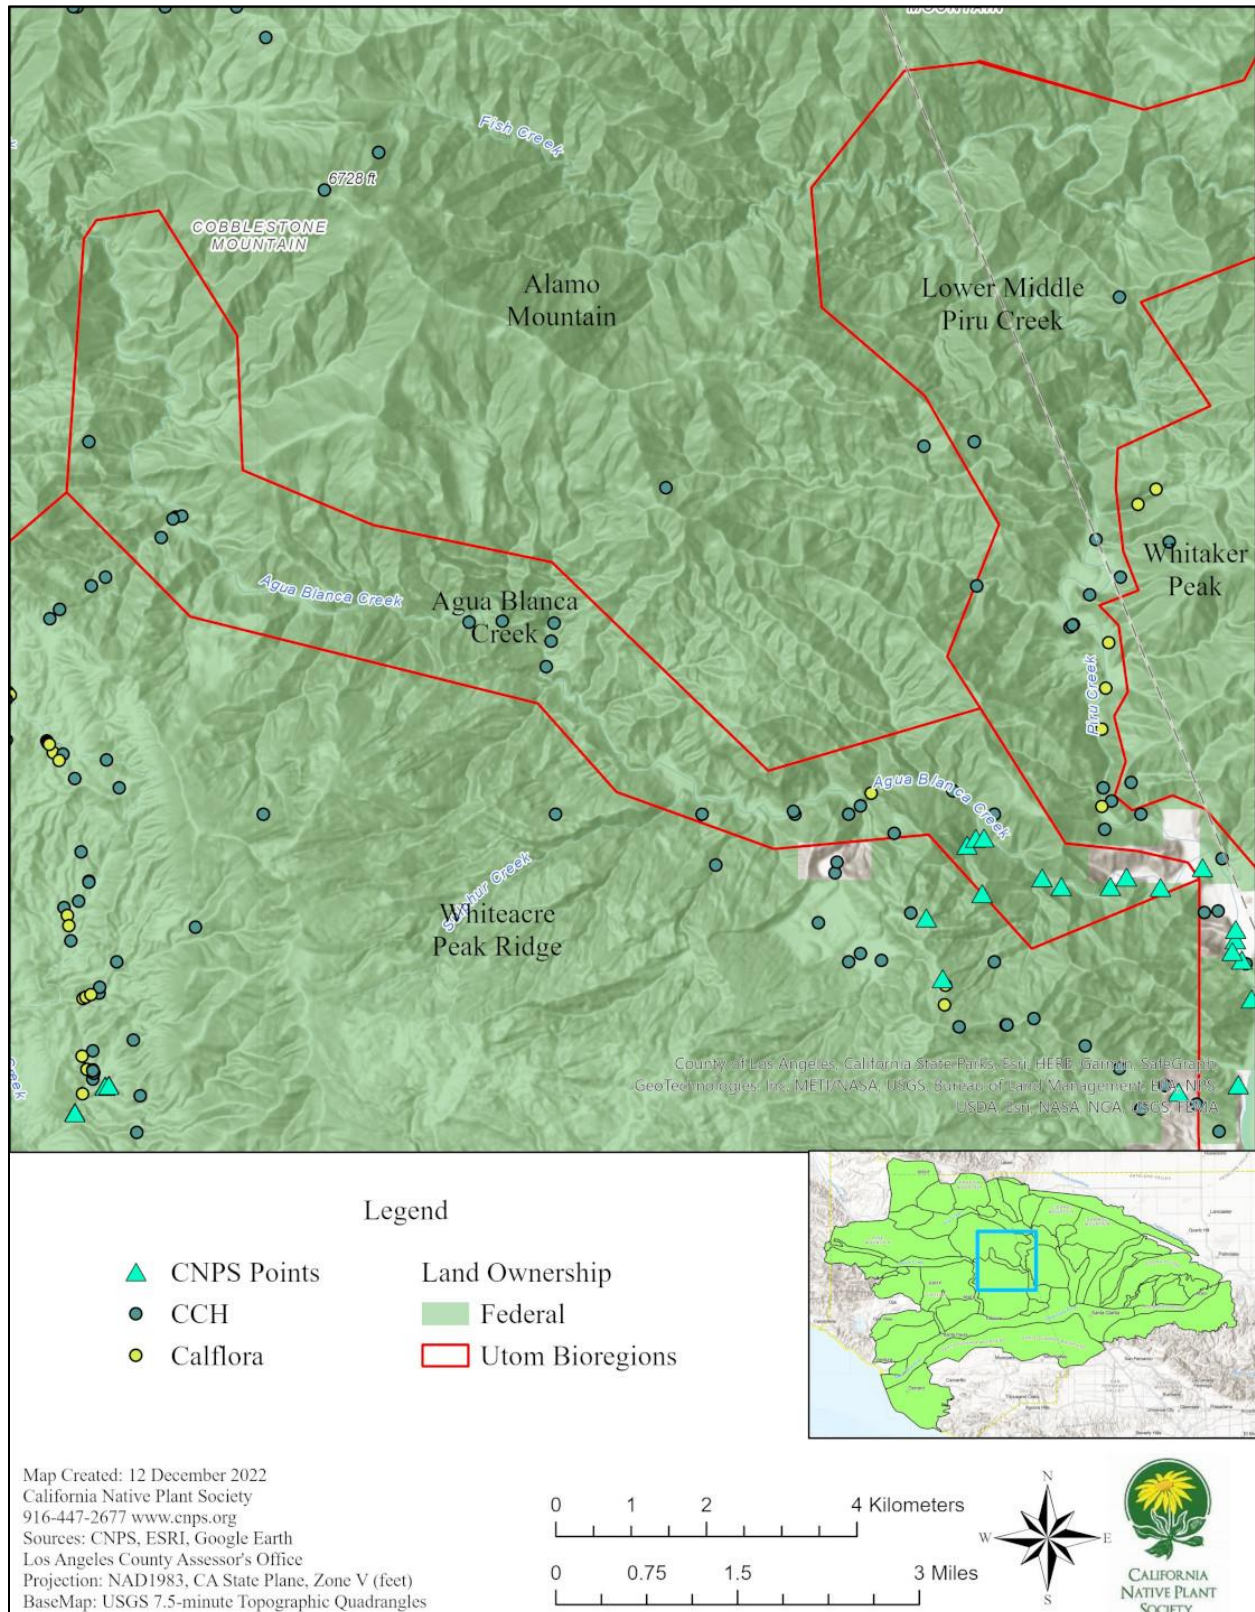 MOUNTAIN
Fish Creek
6728 ft
COBBLESTONE
MOUNTAIN
Alamo
Mountain
Lower Middle
Piru Creek
Whitaker
Peak
Agua Blanca Creek
Agua Blanca
Creek
Piru Creek
Agua Blanca Creek
Sulphur Creek
Whiteacre
Peak Ridge
Creek
County of Los Angeles, California State Parks, Esri, HERE, Garmin, SafeGraph,
GeoTechnologies, Inc, METI/NASA, USGS, Bureau of Land Management, EPA, NPS,
USDA, Esri, NASA, NGA, USGS, FEMA
Legend
CNPS Points
CCH
Calflora
Land Ownership
Federal
Utom Bioregions
Map Created: 12 December 2022
California Native Plant Society
916-447-2677 www.cnps.org
Sources: CNPS, ESRI, Google Earth
Los Angeles County Assessor's Office
Projection: NAD1983, CA State Plane, Zone V (feet)
BaseMap: USGS 7.5-minute Topographic Quadrangles
0 1 2 4 Kilometers
0 0.75 1.5 3 Miles
N
W E
S
CALIFORNIA
NATIVE PLANT
SOCIETY